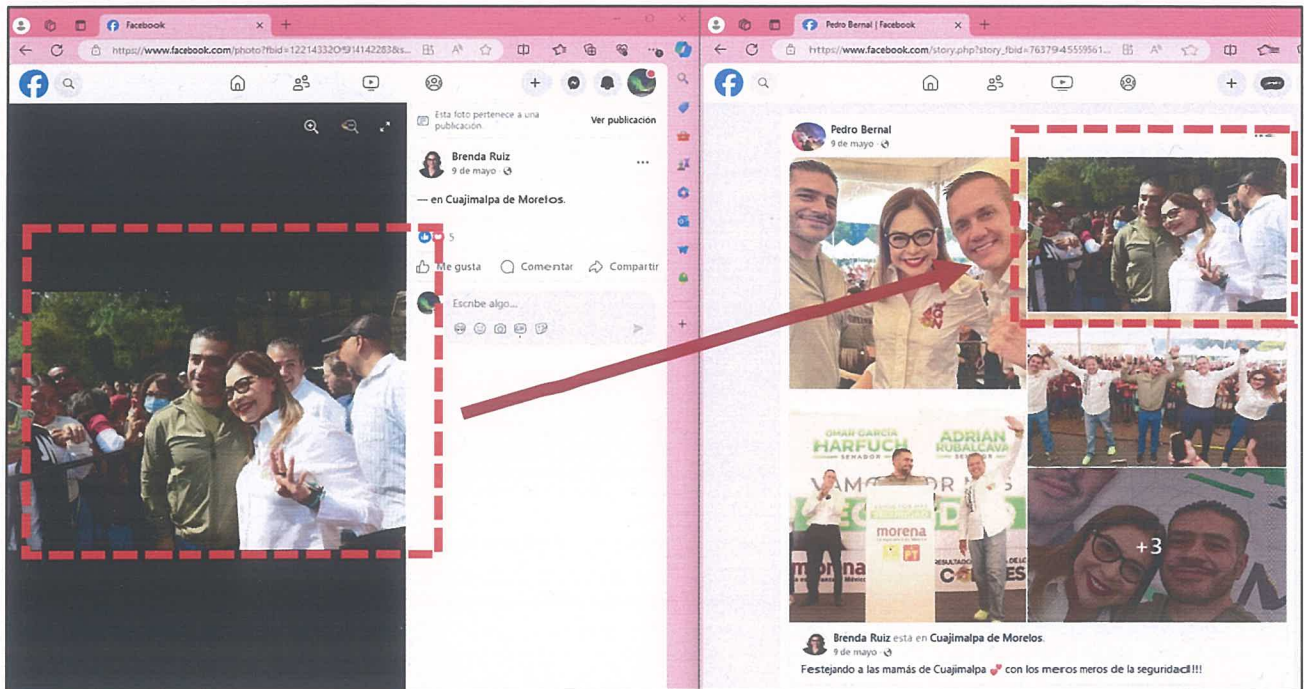 Facebook
https://www.facebook.com/photo?fbid=
Esta foto pertenece a una
publicación.
Ver publicación
Brenda Ruiz
9 de mayo
— en Cuajimalpa de Morelos.
5
Me gusta
Comentar
Compartir
Escribe algo...
Pedro Bernal | Facebook
https://www.facebook.com/story.php?story_fbid=
Pedro Bernal
9 de mayo
OMAR GARCÍA
HARFUCH
SENADOR
ADRIÁN
RUBALCAVA
morena
PT
morena
+3
Brenda Ruiz está en Cuajimalpa de Morelos.
9 de mayo
Festejando a las mamás de Cuajimalpa 💕 con los meros meros de la seguridad!!!